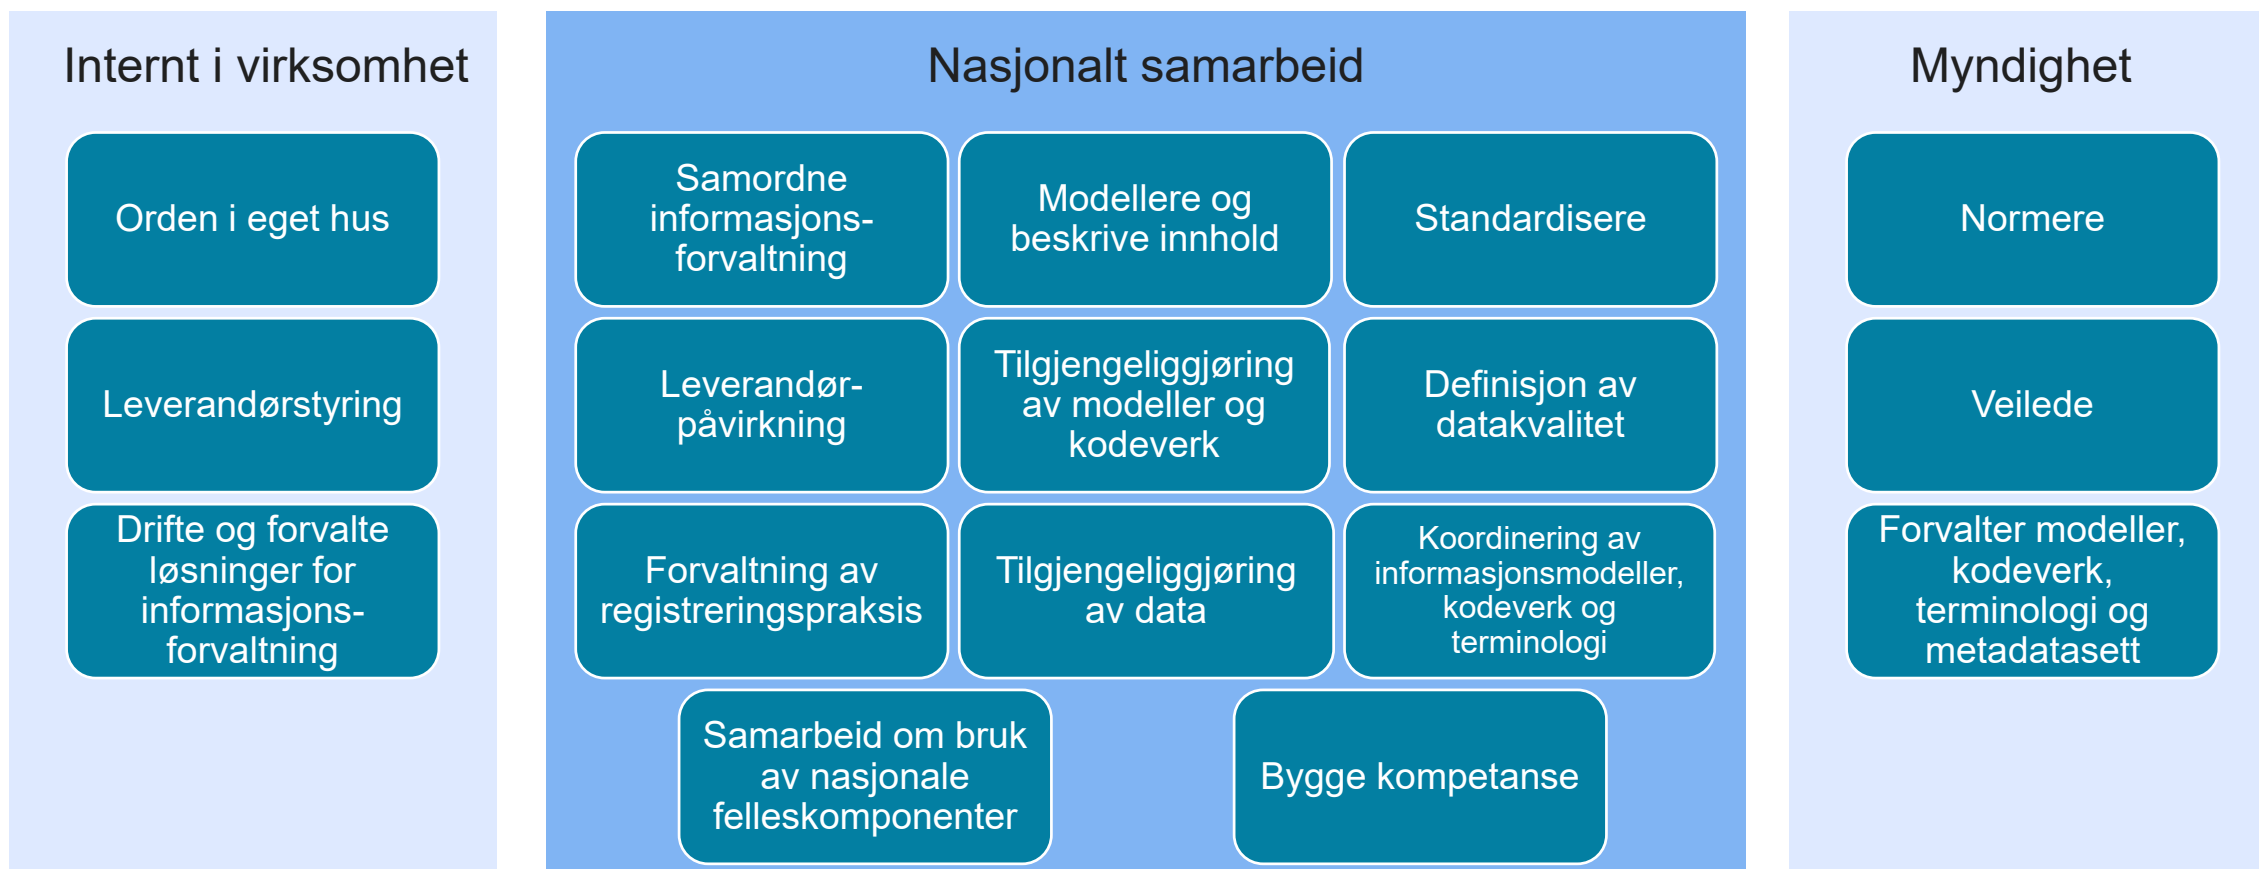 Internt i virksomhet
Orden i eget hus
Leverandørstyring
Drifte og forvalte
løsninger for
informasjons-
forvaltning
Nasjonalt samarbeid
Samordne
informasjons-
forvaltning
Modellere og
beskrive innhold
Standardisere
Leverandør-
påvirkning
Tilgjengeliggjøring
av modeller og
kodeverk
Definisjon av
datakvalitet
Forvaltning av
registreringspraksis
Tilgjengeliggjøring
av data
Koordinering av
informasjonsmodeller,
kodeverk og
terminologi
Samarbeid om bruk
av nasjonale
felleskomponenter
Bygge kompetanse
Myndighet
Normere
Veilede
Forvalter modeller,
kodeverk,
terminologi og
metadatasett